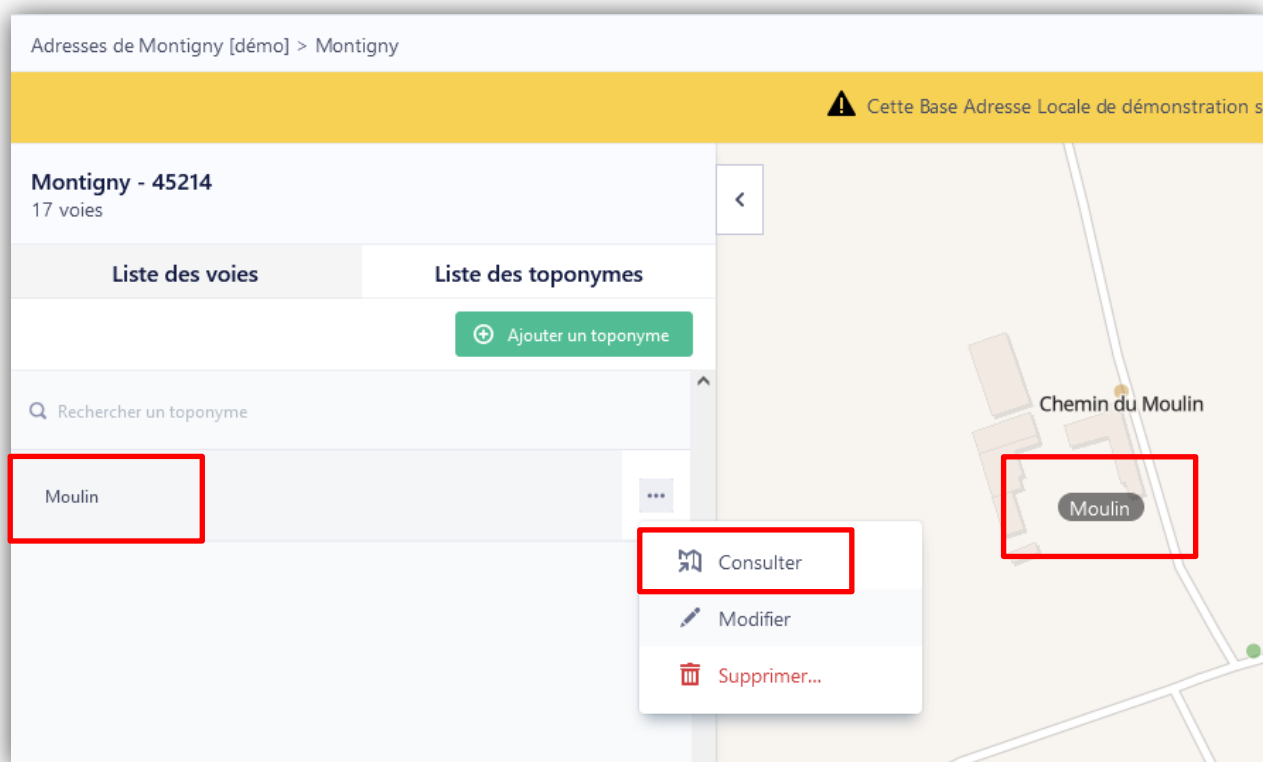 Adresses de Montigny [démo] > Montigny
Cette Base Adresse Locale de démonstration s
Montigny - 45214
17 voies
Liste des voies
Liste des toponymes
Ajouter un toponyme
Rechercher un toponyme
Moulin
Consulter
Modifier
Supprimer...
Chemin du Moulin
Moulin